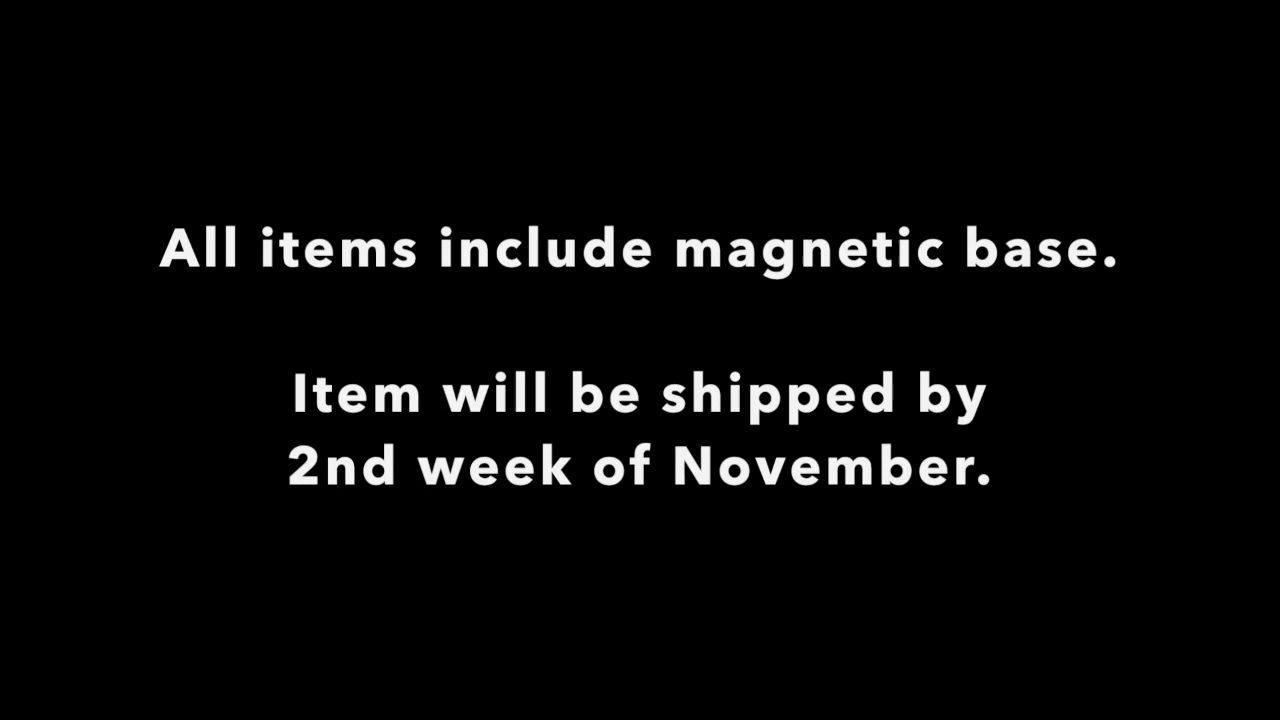 All items include magnetic base.
Item will be shipped by
2nd week of November.